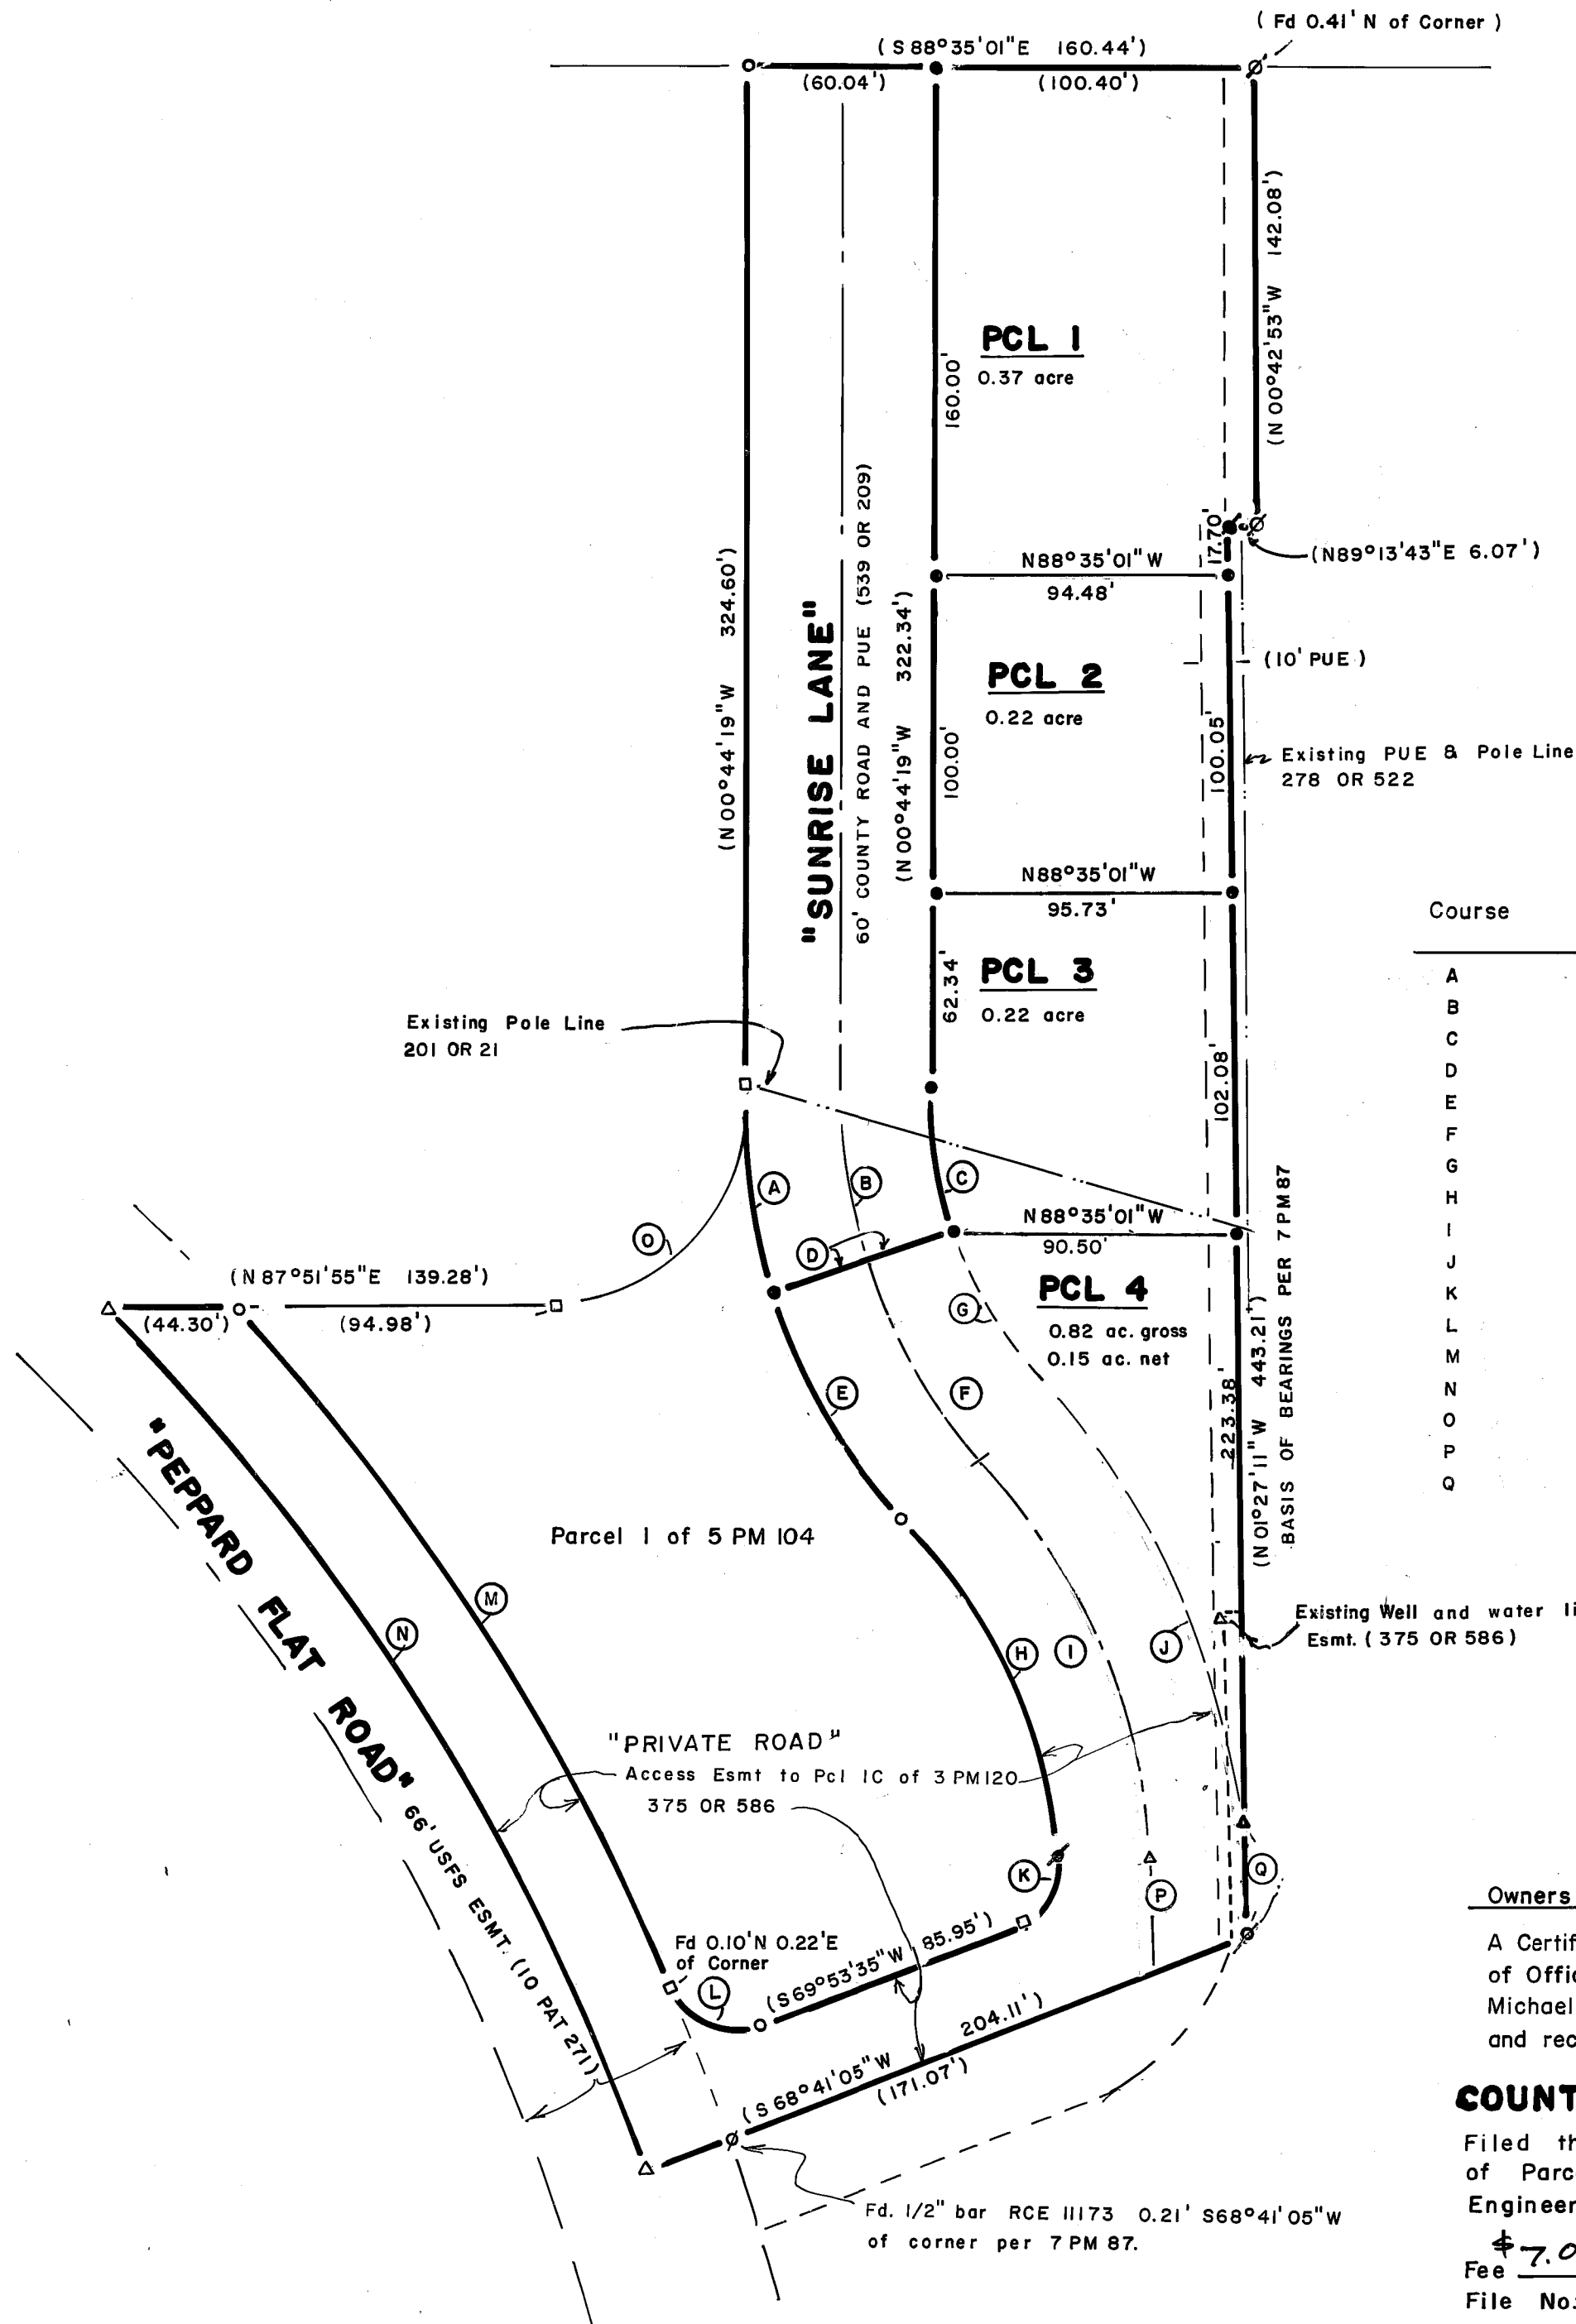 ( Fd 0.41' N of Corner )
( S 88°35'01"E 160.44')
(60.04')
(100.40')
(N 00°42'53"W 142.08')
PCL 1
0.37 acre
160.00'
17.70'
(N89°13'43"E 6.07')
N88°35'01"W
94.48'
(N 00°44'19"W 324.60')
"SUNRISE LANE"
60' COUNTY ROAD AND PUE (539 OR 209)
(N 00°44'19"W 322.34')
PCL 2
0.22 acre
(10' PUE)
100.00'
100.05'
Existing PUE & Pole Line
278 OR 522
N88°35'01"W
95.73'
Course
PCL 3
0.22 acre
62.34'
A
B
C
D
E
F
G
H
I
J
K
L
M
N
O
P
Q
Existing Pole Line
201 OR 21
102.08'
A
B
C
N88°35'01"W
90.50'
O
D
(N 87°51'55"E 139.28')
(44.30')
(94.98')
PCL 4
0.82 ac. gross
0.15 ac. net
G
E
F
223.38'
(N 01°27'11"W 443.21')
BASIS OF BEARINGS PER 7 PM 87
"PEPPARD FLAT ROAD" 66' USFS ESMT. (10 PAT 271)
Parcel 1 of 5 PM 104
M
N
H
I
J
Existing Well and water
Esmt. ( 375 OR 586 )
"PRIVATE ROAD"
Access Esmt to Pcl 1C of 3 PM 120
375 OR 586
K
Q
P
Fd 0.10'N 0.22'E
of Corner
L
(S 69°53'35"W 85.95')
204.11'
(S 68°41'05"W
(171.07')
Fd. 1/2" bar RCE 11173 0.21' S68°41'05"W
of corner per 7 PM 87.
Owners
A
of
Michael
and
Filed
of
Engineer
$ 7.0
Fee
File No.